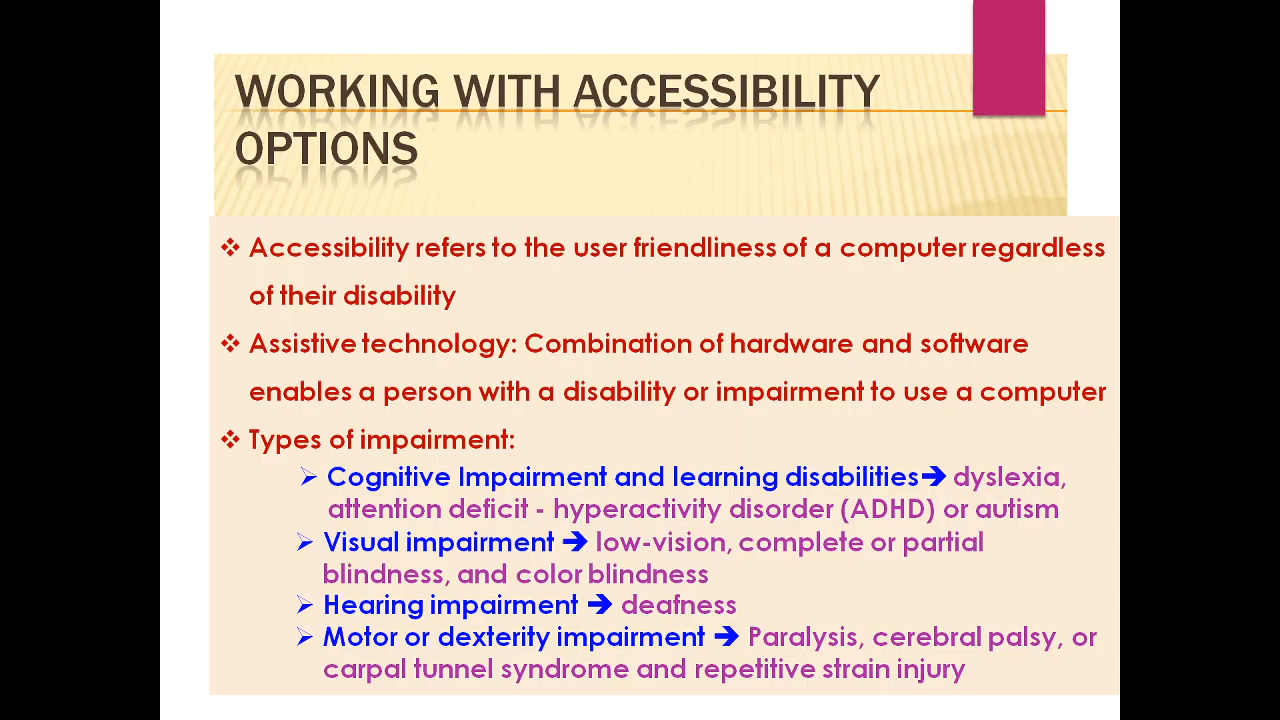 WORKING WITH ACCESSIBILITY
OPTIONS
❖ Accessibility refers to the user friendliness of a computer regardless
of their disability
❖ Assistive technology: Combination of hardware and software
enables a person with a disability or impairment to use a computer
❖ Types of impairment:
➢ Cognitive Impairment and learning disabilities➔ dyslexia,
attention deficit - hyperactivity disorder (ADHD) or autism
➢ Visual impairment ➔ low-vision, complete or partial
blindness, and color blindness
➢ Hearing impairment ➔ deafness
➢ Motor or dexterity impairment ➔ Paralysis, cerebral palsy, or
carpal tunnel syndrome and repetitive strain injury